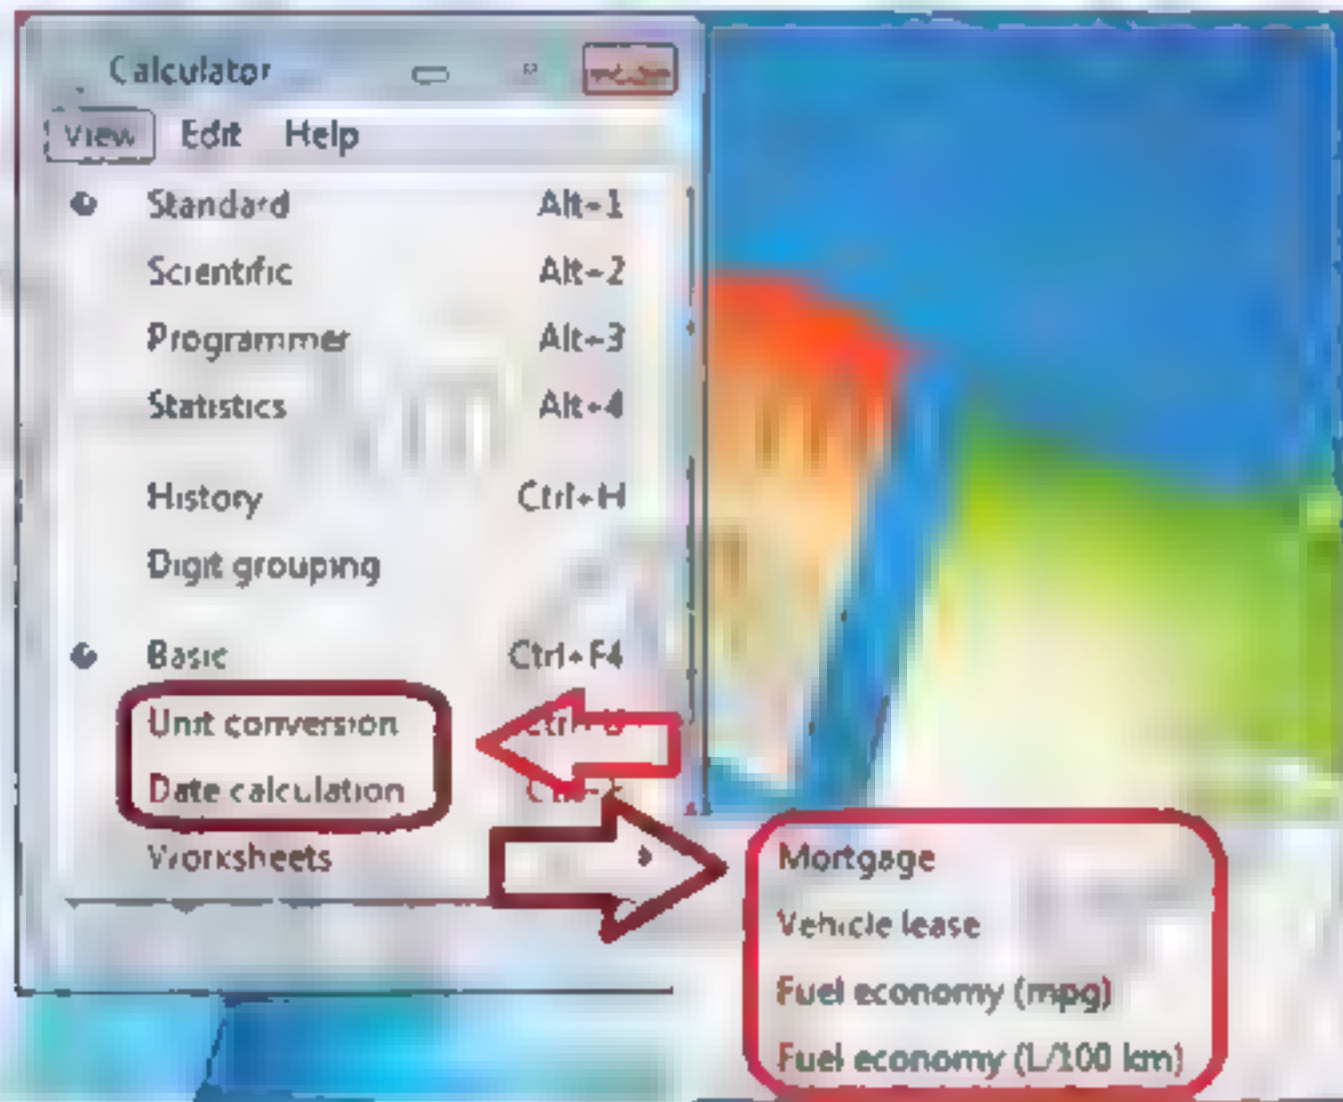 Calculator
View Edit Help
Standard Alt+1
Scientific Alt+2
Programmer Alt+3
Statistics Alt+4
History Ctrl+H
Digit grouping
Basic Ctrl+F4
Unit conversion
Date calculation
Worksheets
Mortgage
Vehicle lease
Fuel economy (mpg)
Fuel economy (L/100 km)